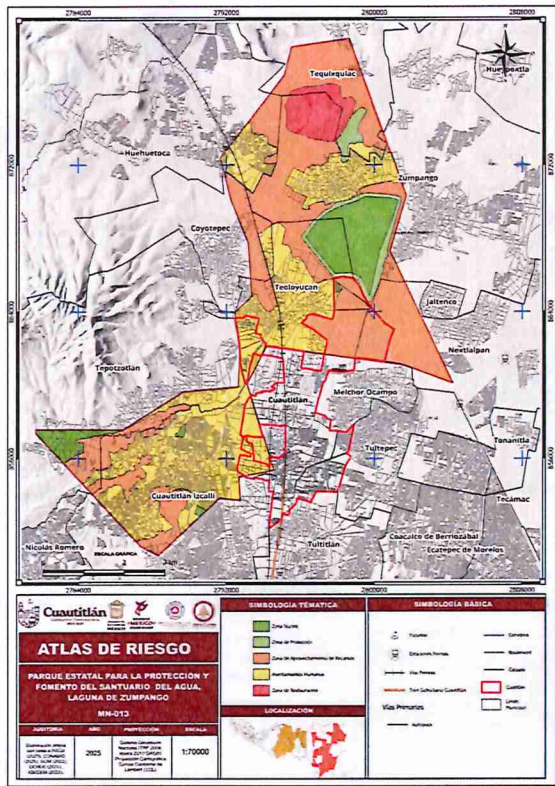 2784000
2792000
2800000
2808000
Tequixquiac
Hueypoxtla
Huehuetoca
872000
872000
Zumpango
Coyotepec
Teoloyucan
Jaltenco
864000
864000
Nextlalpan
Tepotzotlán
Cuautitlán
Melchor Ocampo
Tultepec
Tonanitla
856000
856000
Cuautitlán Izcalli
Tecámac
Nicolás Romero
Tultitlán
Coacalco de Berriozábal
Ecatepec de Morelos
ESCALA GRÁFICA
2784000
2792000
2800000
2808000
Cuautitlán
ATLAS DE RIESGO
PARQUE ESTATAL PARA LA PROTECCIÓN Y
FOMENTO DEL SANTUARIO DEL AGUA,
LAGUNA DE ZUMPANGO
MN-013
AUDITORÍA
AÑO
PROYECCIÓN
ESCALA
2025
1:70000
SIMBOLOGÍA TEMÁTICA
Zona Núcleo
Zona de Protección
Zona de Aprovechamiento de Recursos
Asentamientos Humanos
Zona de Restauración
LOCALIZACIÓN
SIMBOLOGÍA BÁSICA
Escuelas
Estaciones Férreas
Vías Férreas
Tren Suburbano Cuautitlán
Vías Primarias
Autopista
Carretera
Boulevard
Calzada
Cuautitlán
Límite
Municipal